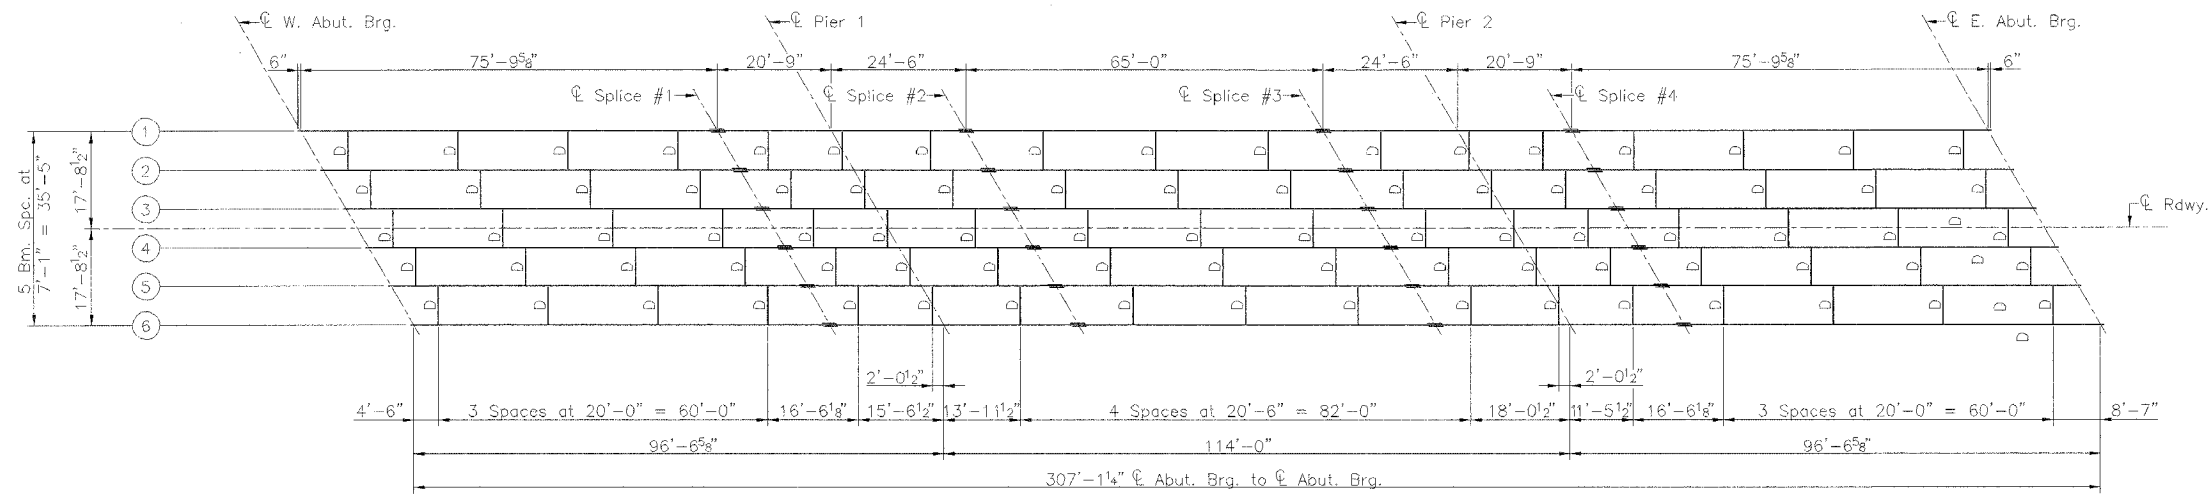 ℄ W. Abut. Brg.
℄ Pier 1
℄ Pier 2
℄ E. Abut. Brg.
6"
75'-9⅝"
20'-9"
24'-6"
65'-0"
24'-6"
20'-9"
75'-9⅝"
6"
℄ Splice #1
℄ Splice #2
℄ Splice #3
℄ Splice #4
1
2
3
4
5
6
5 Bm. Spc. at
7'-1" = 35'-5"
17'-8½"
17'-8½"
℄ Rdwy.
D D D D D D D D D D D D D D D
D D D D D D D D D D D D D D D
D D D D D D D D D D D D D D D D
D D D D D D D D D D D D D D D D
D D D D D D D D D D D D D D D D
D
2'-0½"
2'-0½"
4'-6"
3 Spaces at 20'-0" = 60'-0"
16'-6⅛"
15'-6½"
13'-11½"
4 Spaces at 20'-6" = 82'-0"
18'-0½"
11'-5½"
16'-6⅛"
3 Spaces at 20'-0" = 60'-0"
8'-7"
96'-6⅝"
114'-0"
96'-6⅝"
307'-1¼" ℄ Abut. Brg. to ℄ Abut. Brg.